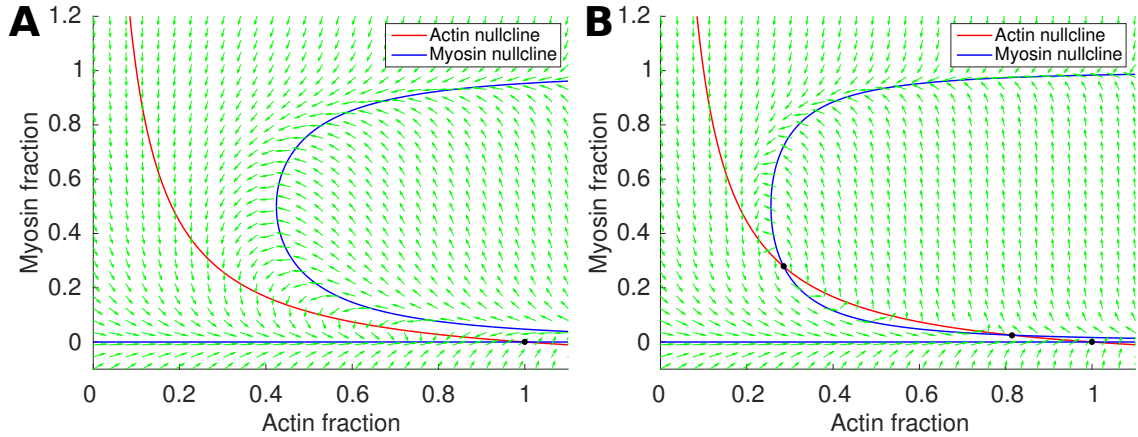 A
1.2
1
0.8
0.6
0.4
0.2
0
Myosin fraction
0 0.2 0.4 0.6 0.8 1
Actin fraction
Actin nullcline
Myosin nullcline
B
1.2
1
0.8
0.6
0.4
0.2
0
Myosin fraction
0 0.2 0.4 0.6 0.8 1
Actin fraction
Actin nullcline
Myosin nullcline